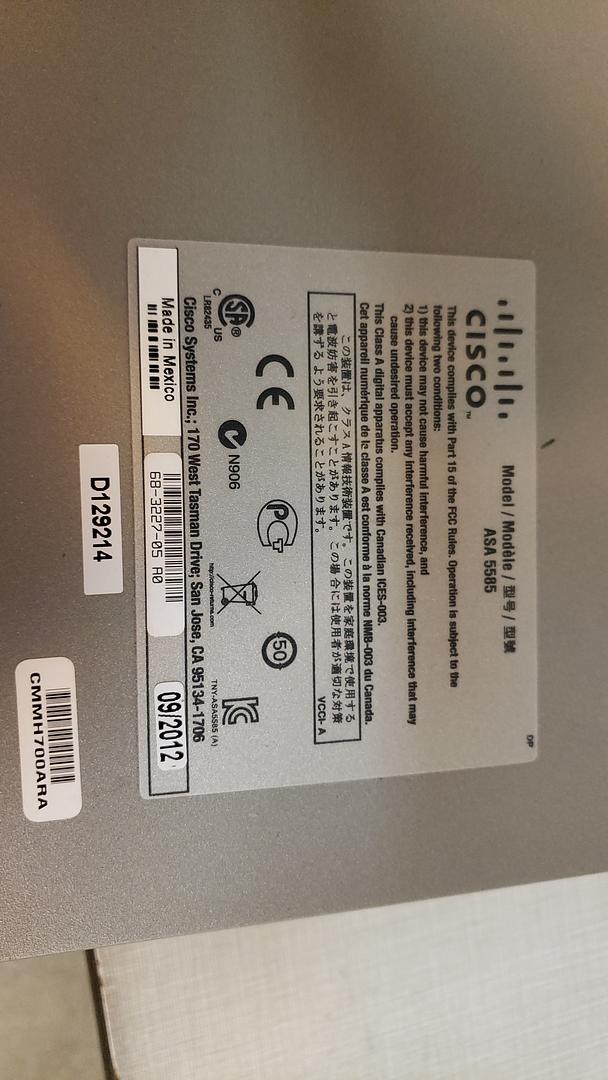 CISCO™
Model / Modèle / 型号 / 型號
ASA 5585
DP
This device complies with Part 15 of the FCC Rules. Operation is subject to the
following two conditions:
1) this device may not cause harmful interference, and
2) this device must accept any interference received, including interference that may
cause undesired operation.
This Class A digital apparatus complies with Canadian ICES-003.
Cet appareil numérique de la classe A est conforme à la norme NMB-003 du Canada.
この装置は、クラスA情報技術装置です。この装置を家庭環境で使用する
と電波妨害を引き起こすことがあります。この場合には使用者が適切な対策
を講ずるよう要求されることがあります。
VCCI- A
SA®
C US
LR82435
CE
N906
50
http://cisco-returns.com
TNY-ASA5585 (A)
Cisco Systems Inc.; 170 West Tasman Drive; San Jose, CA 95134-1706
Made in Mexico
68-3227-05 A0
09/2012
D129214
CMMH700ARA